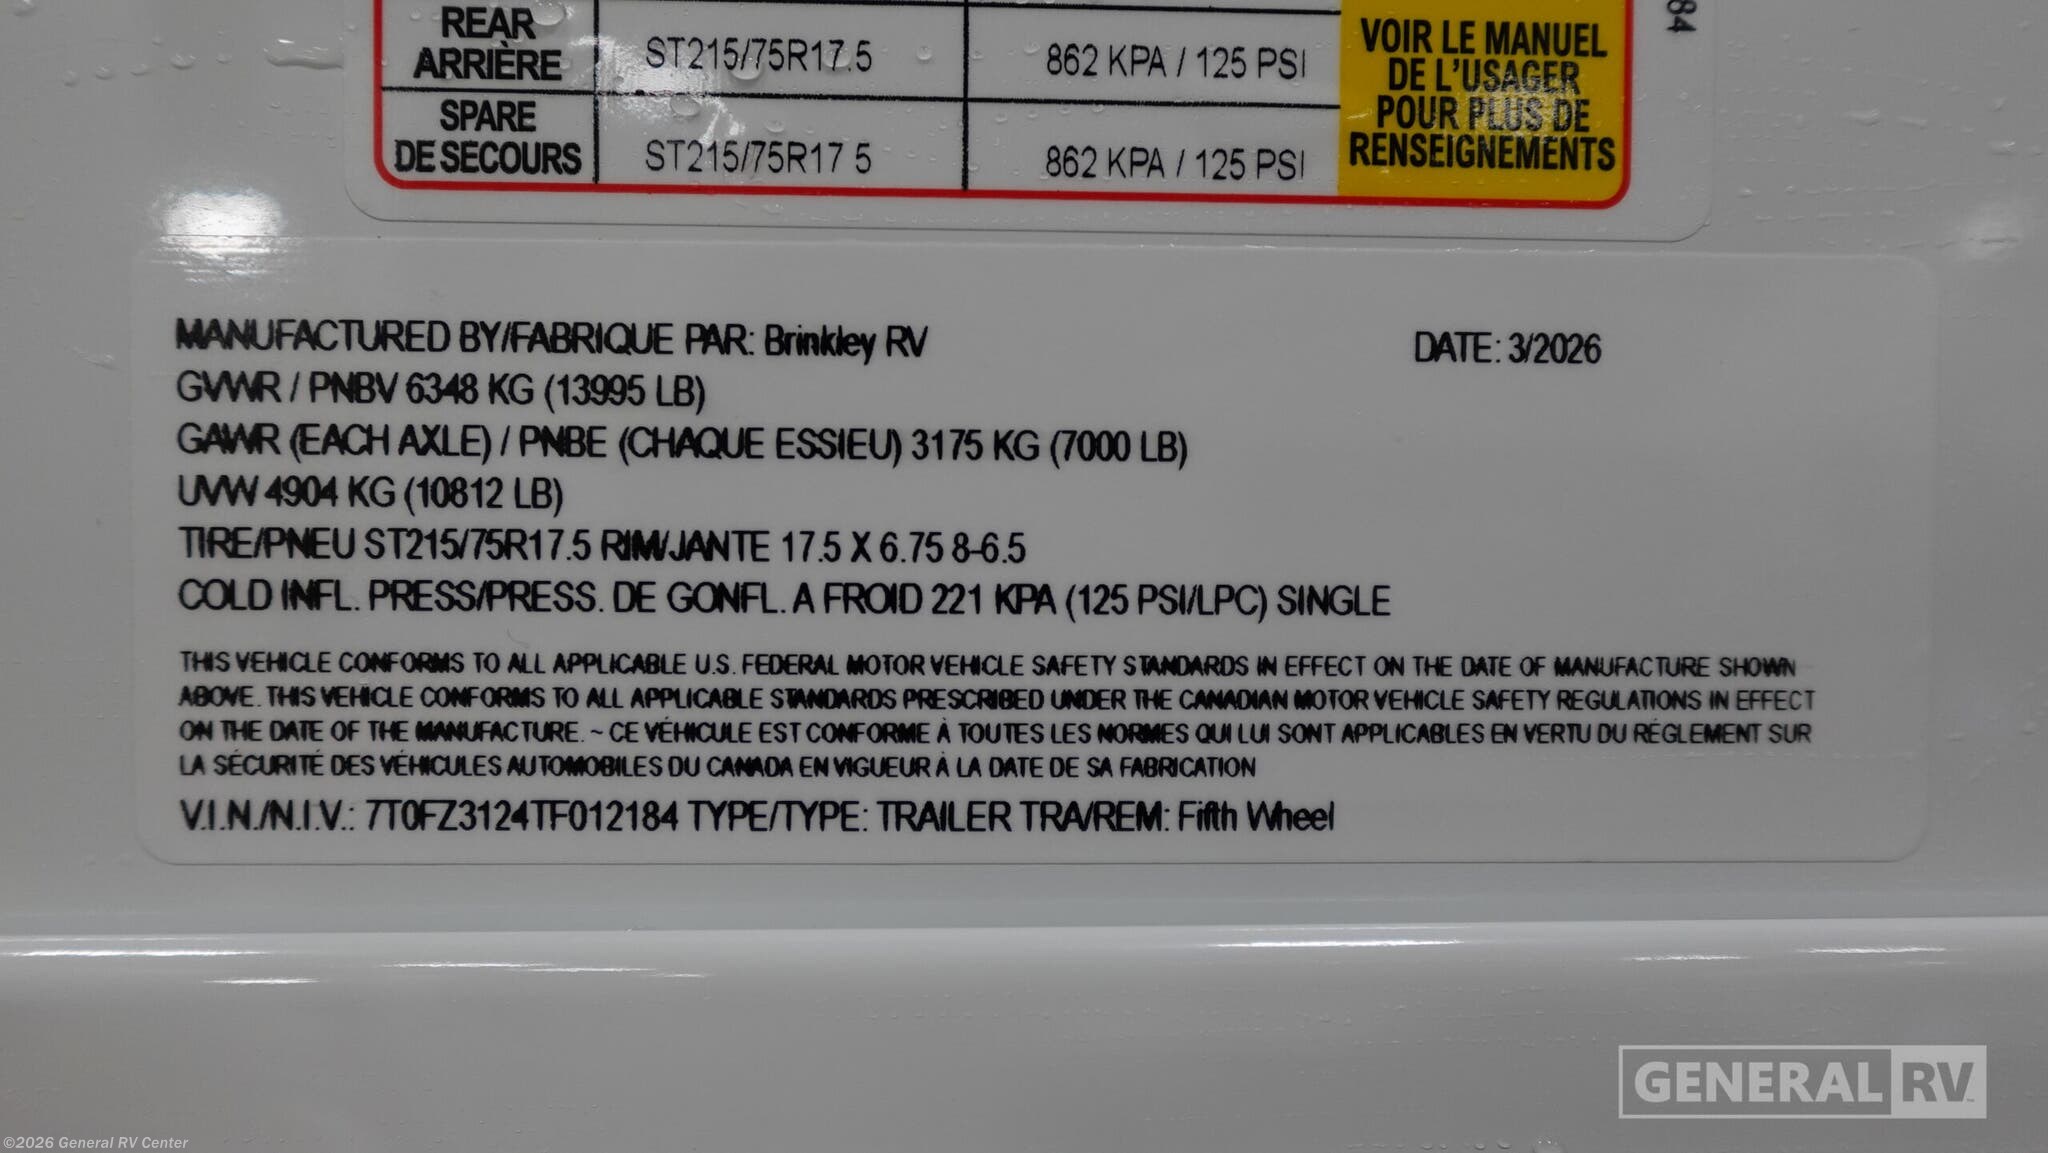 REAR
ARRIÈRE
ST215/75R17.5
862 KPA / 125 PSI
SPARE
DE SECOURS
ST215/75R17 5
862 KPA / 125 PSI
VOIR LE MANUEL
DE L'USAGER
POUR PLUS DE
RENSEIGNEMENTS
84
MANUFACTURED BY/FABRIQUE PAR: Brinkley RV
DATE: 3/2026
GVWR / PNBV 6348 KG (13995 LB)
GAWR (EACH AXLE) / PNBE (CHAQUE ESSIEU) 3175 KG (7000 LB)
UVW 4904 KG (10812 LB)
TIRE/PNEU ST215/75R17.5 RIM/JANTE 17.5 X 6.75 8-6.5
COLD INFL. PRESS/PRESS. DE GONFL. A FROID 221 KPA (125 PSI/LPC) SINGLE
THIS VEHICLE CONFORMS TO ALL APPLICABLE U.S. FEDERAL MOTOR VEHICLE SAFETY STANDARDS IN EFFECT ON THE DATE OF MANUFACTURE SHOWN
ABOVE. THIS VEHICLE CONFORMS TO ALL APPLICABLE STANDARDS PRESCRIBED UNDER THE CANADIAN MOTOR VEHICLE SAFETY REGULATIONS IN EFFECT
ON THE DATE OF THE MANUFACTURE. ~ CE VÉHICULE EST CONFORME À TOUTES LES NORMES QUI LUI SONT APPLICABLES EN VERTU DU RÉGLEMENT SUR
LA SÉCURITÉ DES VÉHICULES AUTOMOBILES DU CANADA EN VIGUEUR À LA DATE DE SA FABRICATION
V.I.N./N.I.V.: 7T0FZ3124TF012184 TYPE/TYPE: TRAILER TRA/REM: Fifth Wheel
GENERAL RV
©2026 General RV Center